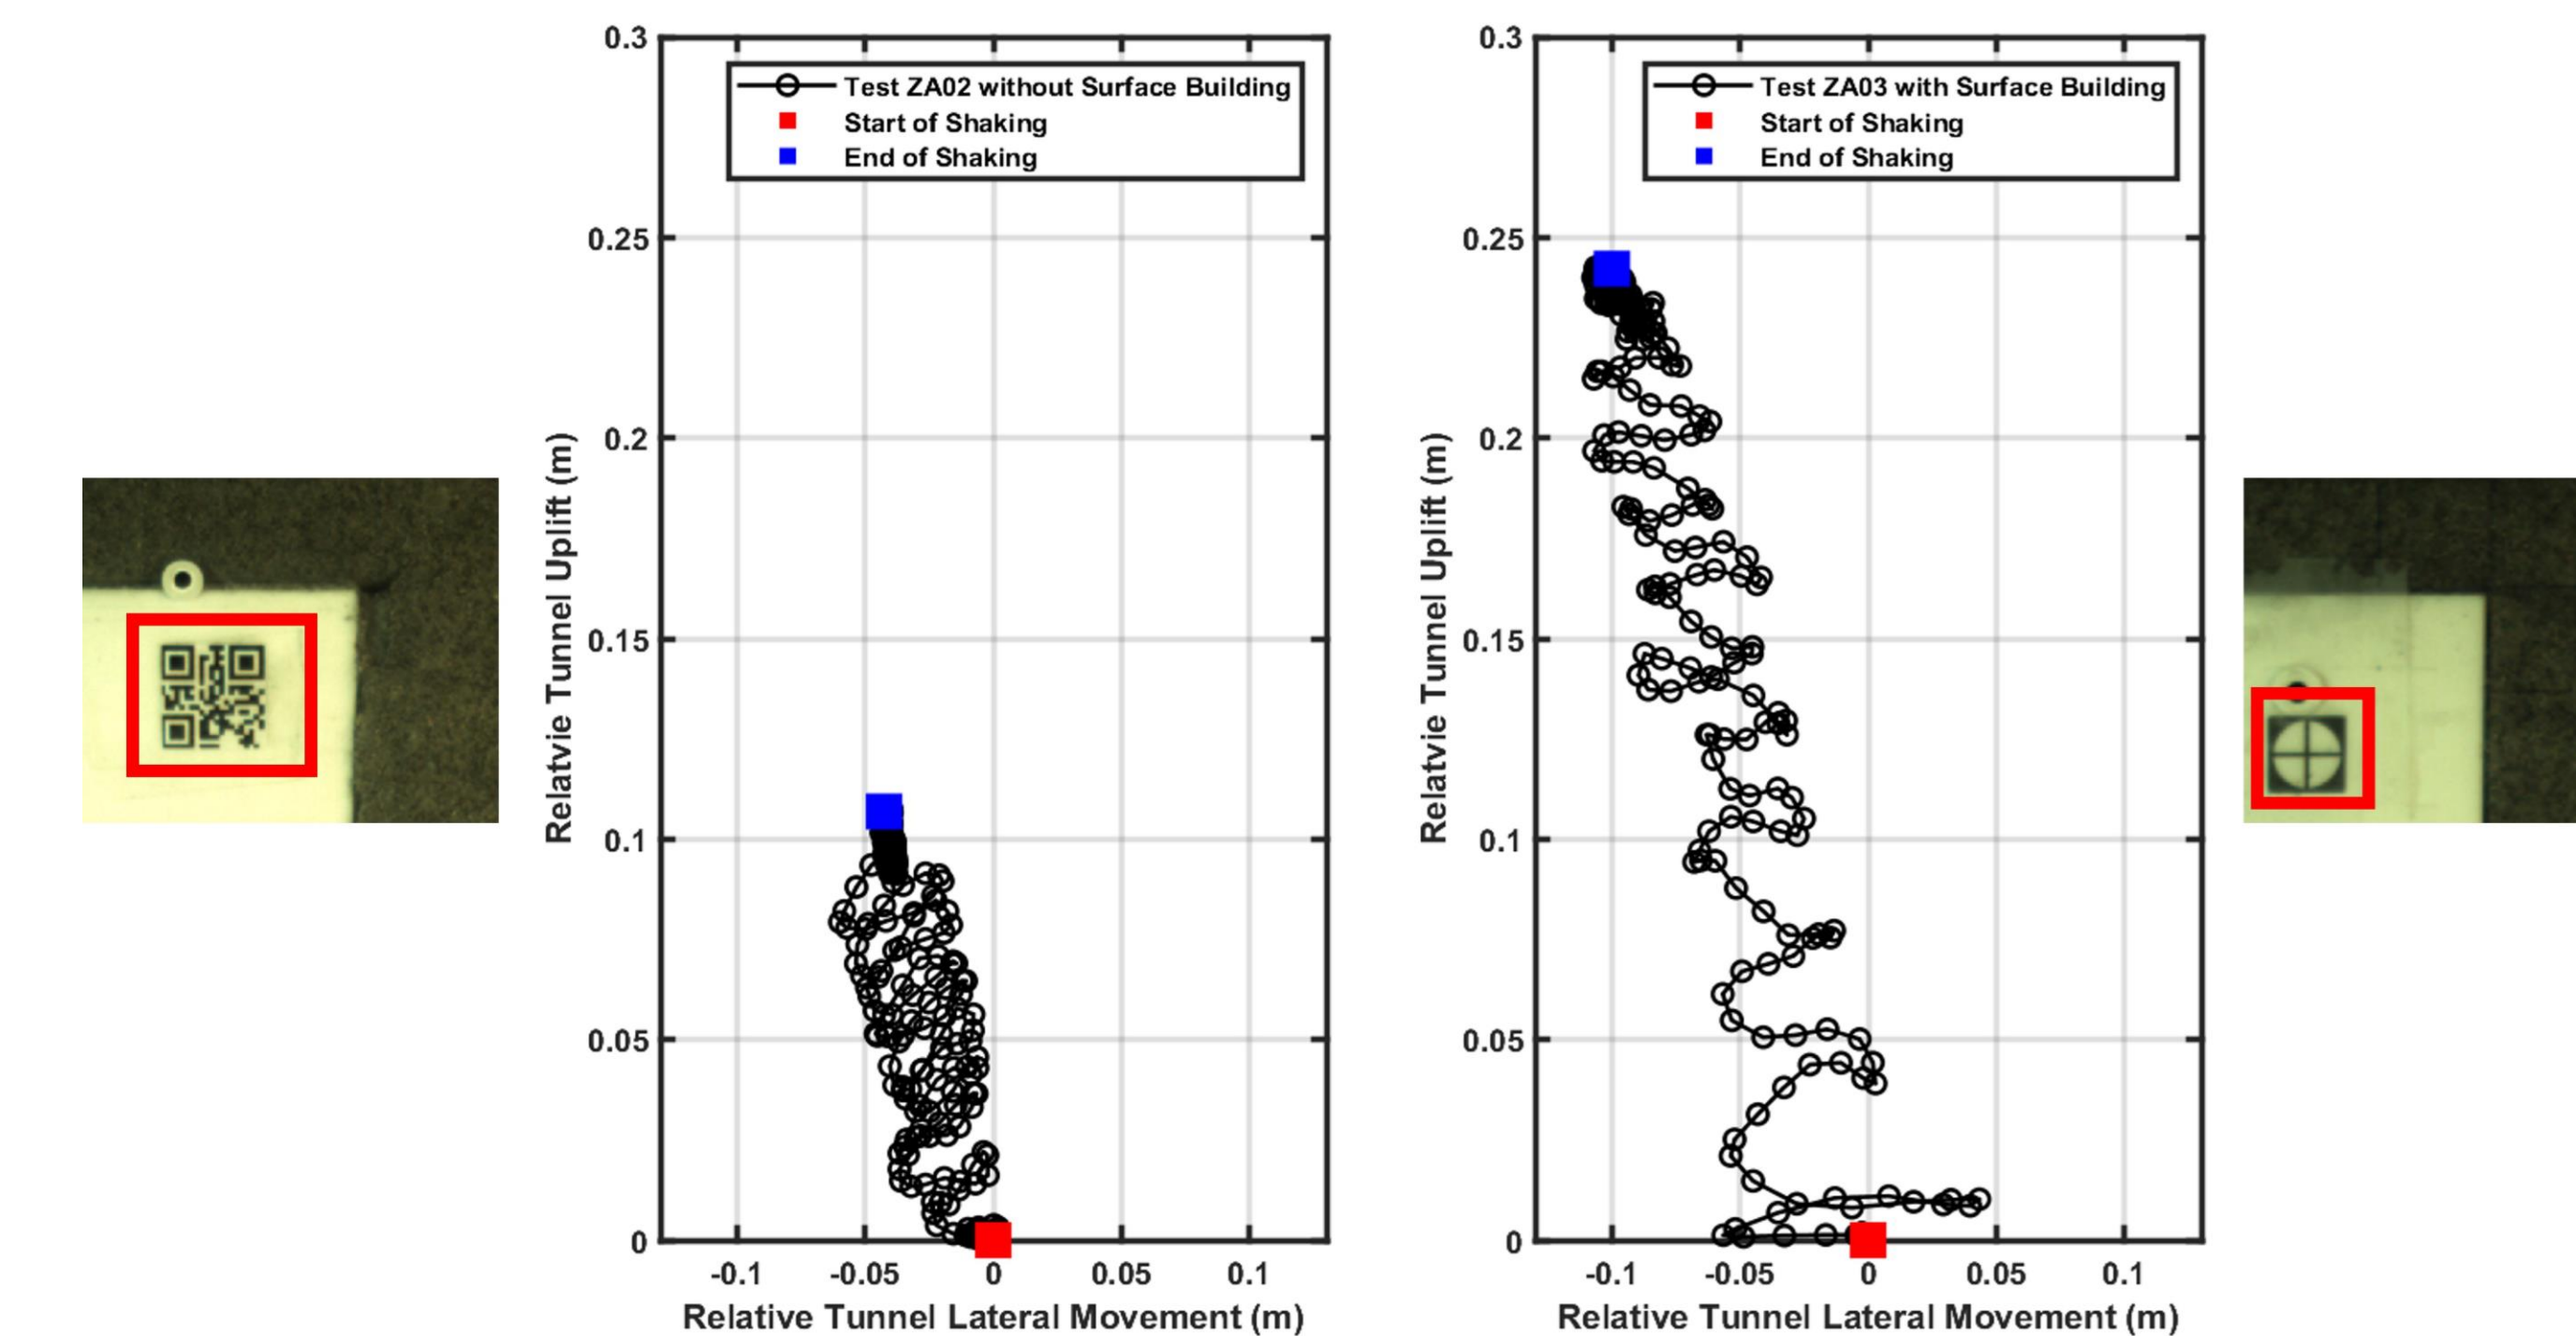 0.3
0.25
0.2
0.15
0.1
0.05
0
-0.1 -0.05 0 0.05 0.1
Relatvie Tunnel Uplift (m)
Relative Tunnel Lateral Movement (m)
Test ZA02 without Surface Building
Start of Shaking
End of Shaking
0.3
0.25
0.2
0.15
0.1
0.05
0
-0.1 -0.05 0 0.05 0.1
Relatvie Tunnel Uplift (m)
Relative Tunnel Lateral Movement (m)
Test ZA03 with Surface Building
Start of Shaking
End of Shaking